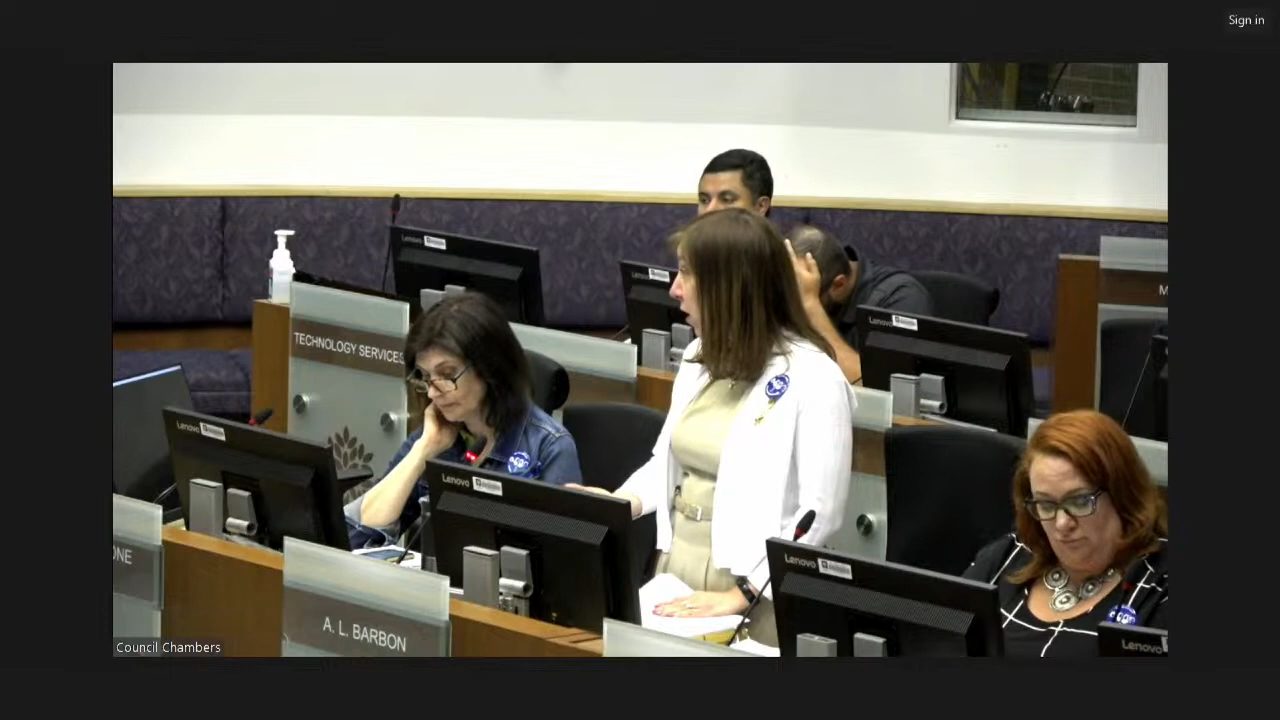 Sign in
Lenovo
Lenovo
TECHNOLOGY SERVICES
Lenovo
M
Lenovo
Lenovo
ONE
Lenovo
A. L. BARBON
Lenovo
Council Chambers